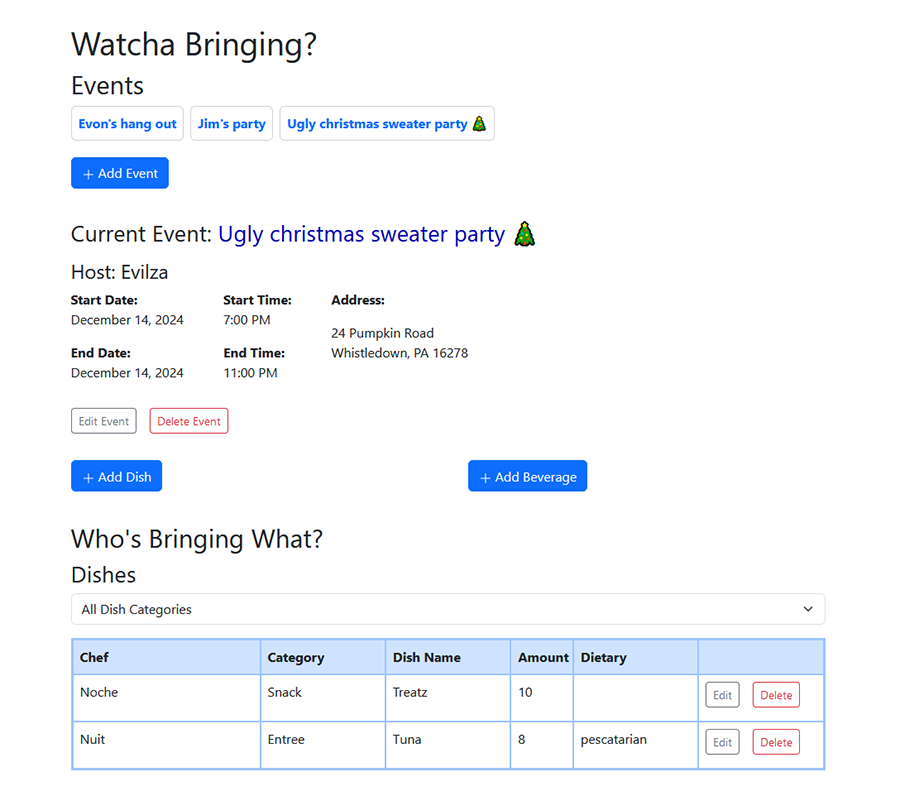 Watcha Bringing?
Events
Evon's hang out Jim's party Ugly christmas sweater party 🎄
+ Add Event
Current Event: Ugly christmas sweater party 🎄
Host: Evilza
Start Date: Start Time: Address:
December 14, 2024 7:00 PM
24 Pumpkin Road
End Date: End Time: Whistledown, PA 16278
December 14, 2024 11:00 PM
Edit Event Delete Event
+ Add Dish + Add Beverage
Who's Bringing What?
Dishes
All Dish Categories
Chef Category Dish Name Amount Dietary
Noche Snack Treatz 10 Edit Delete
Nuit Entree Tuna 8 pescatarian Edit Delete